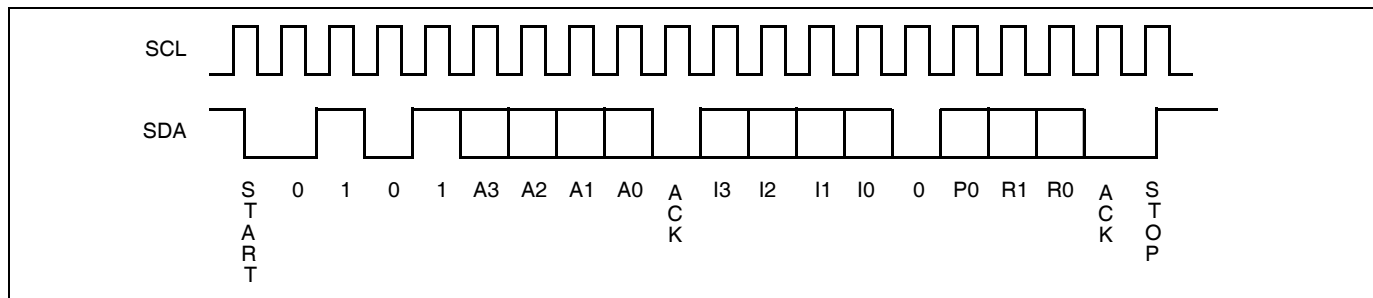 SCL
SDA
START 0 1 0 1 A3 A2 A1 A0 ACK I3 I2 I1 I0 0 P0 R1 R0 ACK STOP